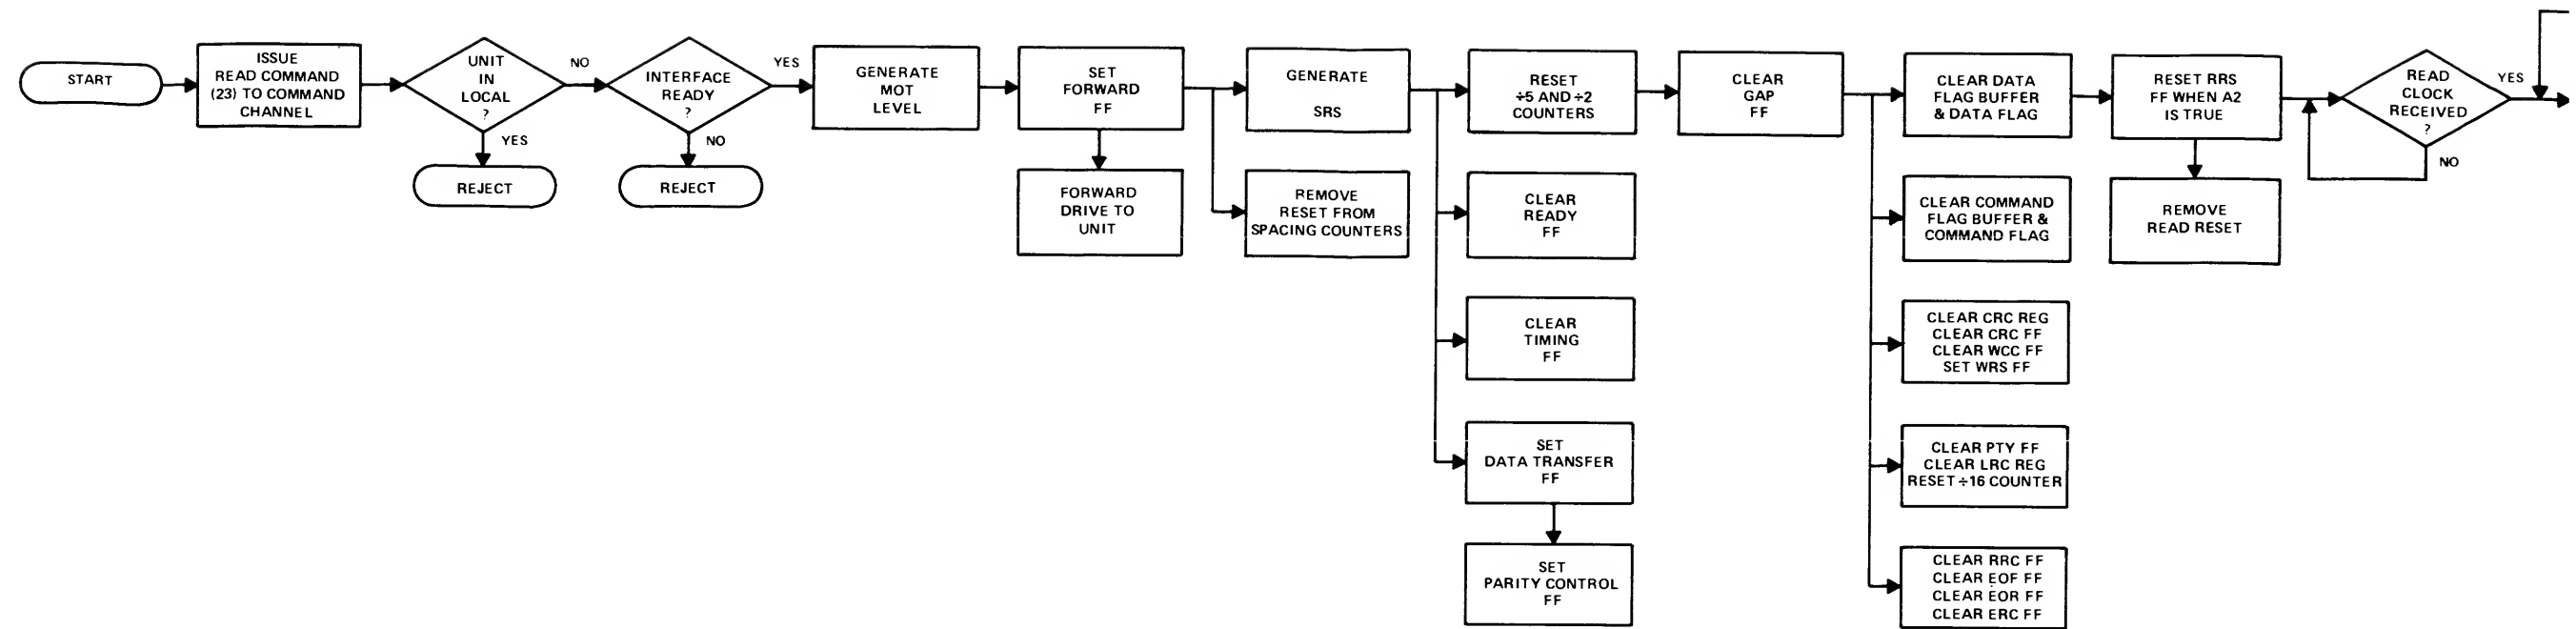 START
ISSUE
READ COMMAND
(23) TO COMMAND
CHANNEL
UNIT
IN
LOCAL
?
NO
YES
REJECT
INTERFACE
READY
?
YES
NO
REJECT
GENERATE
MOT
LEVEL
SET
FORWARD
FF
FORWARD
DRIVE TO
UNIT
GENERATE
SRS
REMOVE
RESET FROM
SPACING COUNTERS
RESET
÷5 AND ÷2
COUNTERS
CLEAR
READY
FF
CLEAR
TIMING
FF
SET
DATA TRANSFER
FF
SET
PARITY CONTROL
FF
CLEAR
GAP
FF
CLEAR DATA
FLAG BUFFER
& DATA FLAG
CLEAR COMMAND
FLAG BUFFER &
COMMAND FLAG
CLEAR CRC REG
CLEAR CRC FF
CLEAR WCC FF
SET WRS FF
CLEAR PTY FF
CLEAR LRC REG
RESET ÷16 COUNTER
CLEAR RRC FF
CLEAR EOF FF
CLEAR EOR FF
CLEAR ERC FF
RESET RRS
FF WHEN A2
IS TRUE
REMOVE
READ RESET
READ
CLOCK
RECEIVED
?
YES
NO